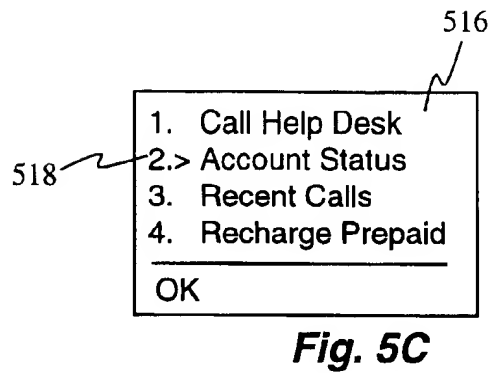 516
1. Call Help Desk
518 2.> Account Status
3. Recent Calls
4. Recharge Prepaid
OK
Fig. 5C